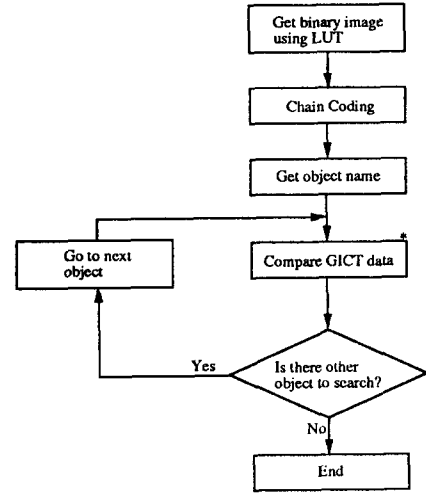 Get binary image
using LUT
Chain Coding
Get object name
Go to next
object
*
Compare GICT data
Is there other
object to search?
Yes
No
End